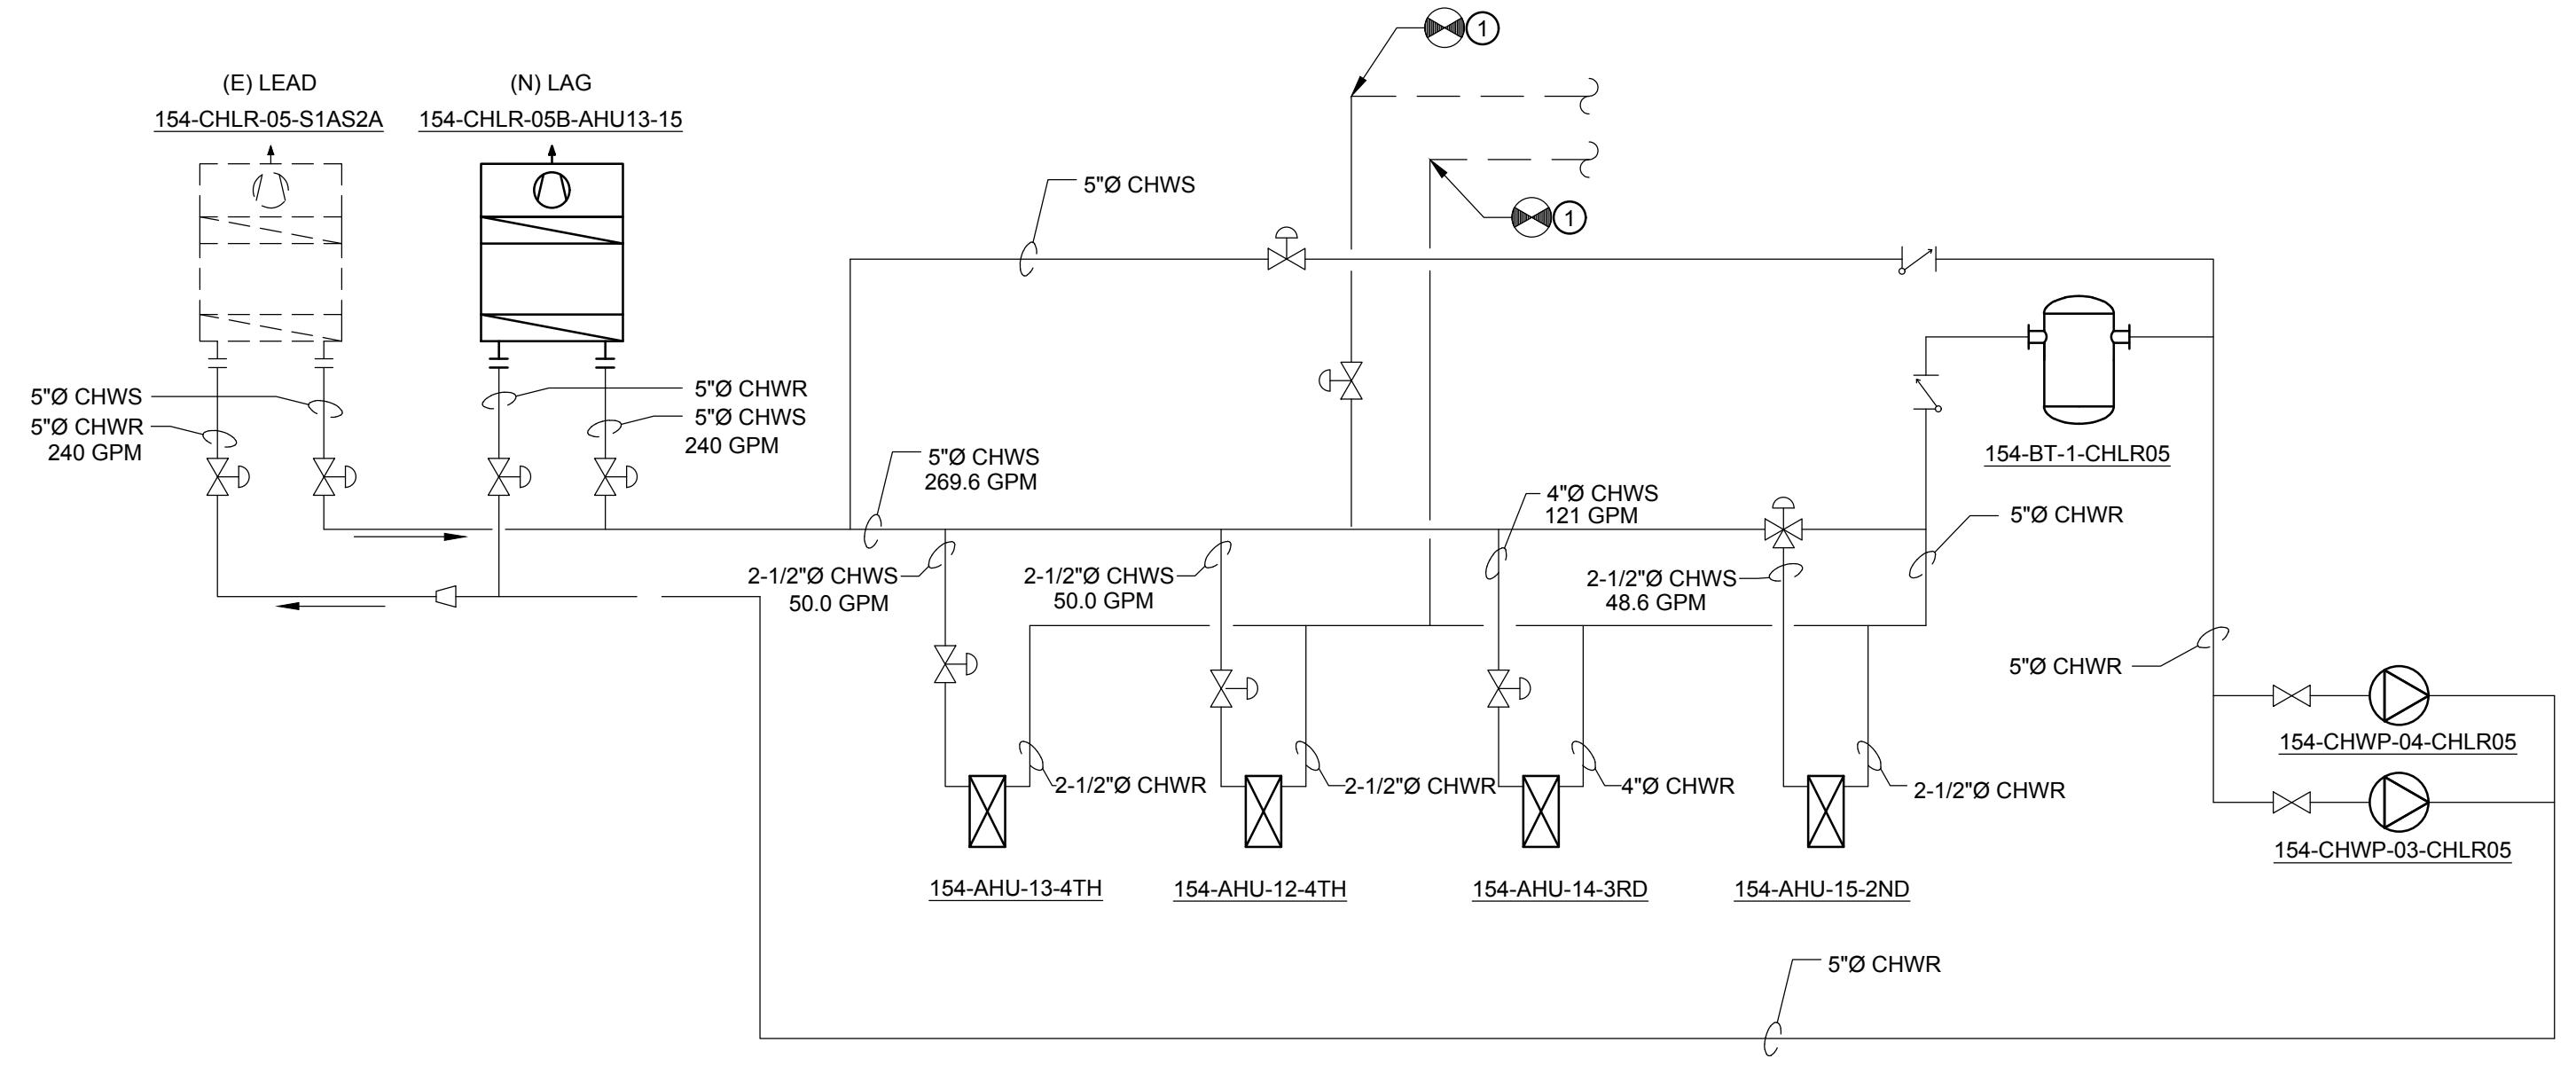 1
(E) LEAD
154-CHLR-05-S1AS2A
(N) LAG
154-CHLR-05B-AHU13-15
5"Ø CHWS
1
5"Ø CHWS
5"Ø CHWR
240 GPM
5"Ø CHWR
5"Ø CHWS
240 GPM
5"Ø CHWS
269.6 GPM
4"Ø CHWS
121 GPM
154-BT-1-CHLR05
5"Ø CHWR
2-1/2"Ø CHWS
50.0 GPM
2-1/2"Ø CHWS
50.0 GPM
2-1/2"Ø CHWS
48.6 GPM
5"Ø CHWR
154-CHWP-04-CHLR05
2-1/2"Ø CHWR
2-1/2"Ø CHWR
4"Ø CHWR
2-1/2"Ø CHWR
154-CHWP-03-CHLR05
154-AHU-13-4TH
154-AHU-12-4TH
154-AHU-14-3RD
154-AHU-15-2ND
5"Ø CHWR